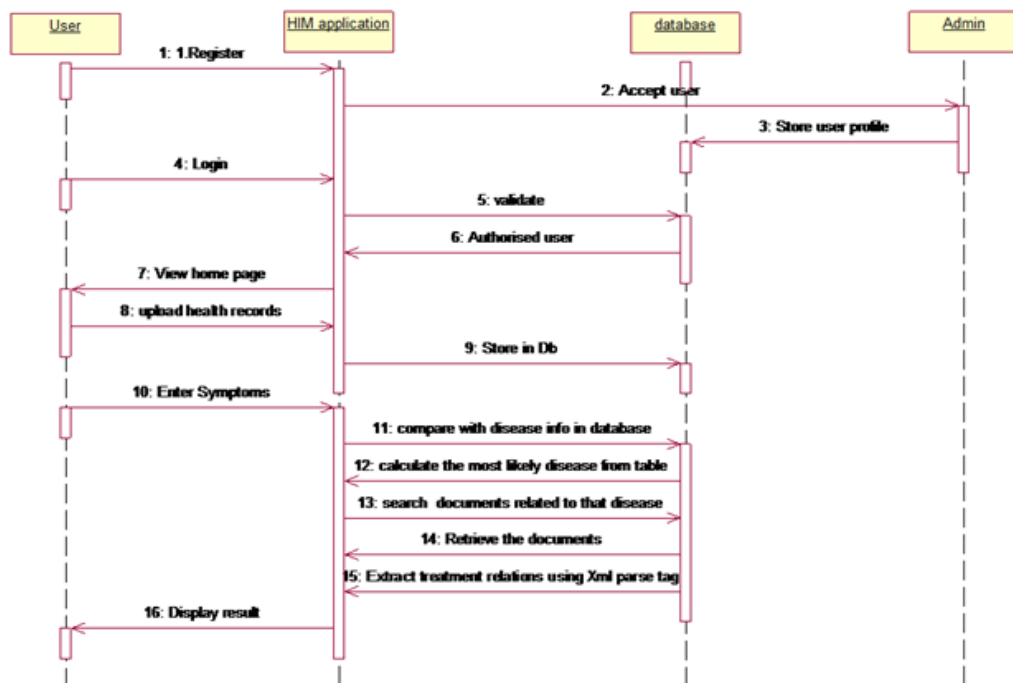 User
HIM application
database
Admin
1: 1.Register
2: Accept user
3: Store user profile
4: Login
5: validate
6: Authorised user
7: View home page
8: upload health records
9: Store in Db
10: Enter Symptoms
11: compare with disease info in database
12: calculate the most likely disease from table
13: search documents related to that disease
14: Retrieve the documents
15: Extract treatment relations using Xml parse tag
16: Display result